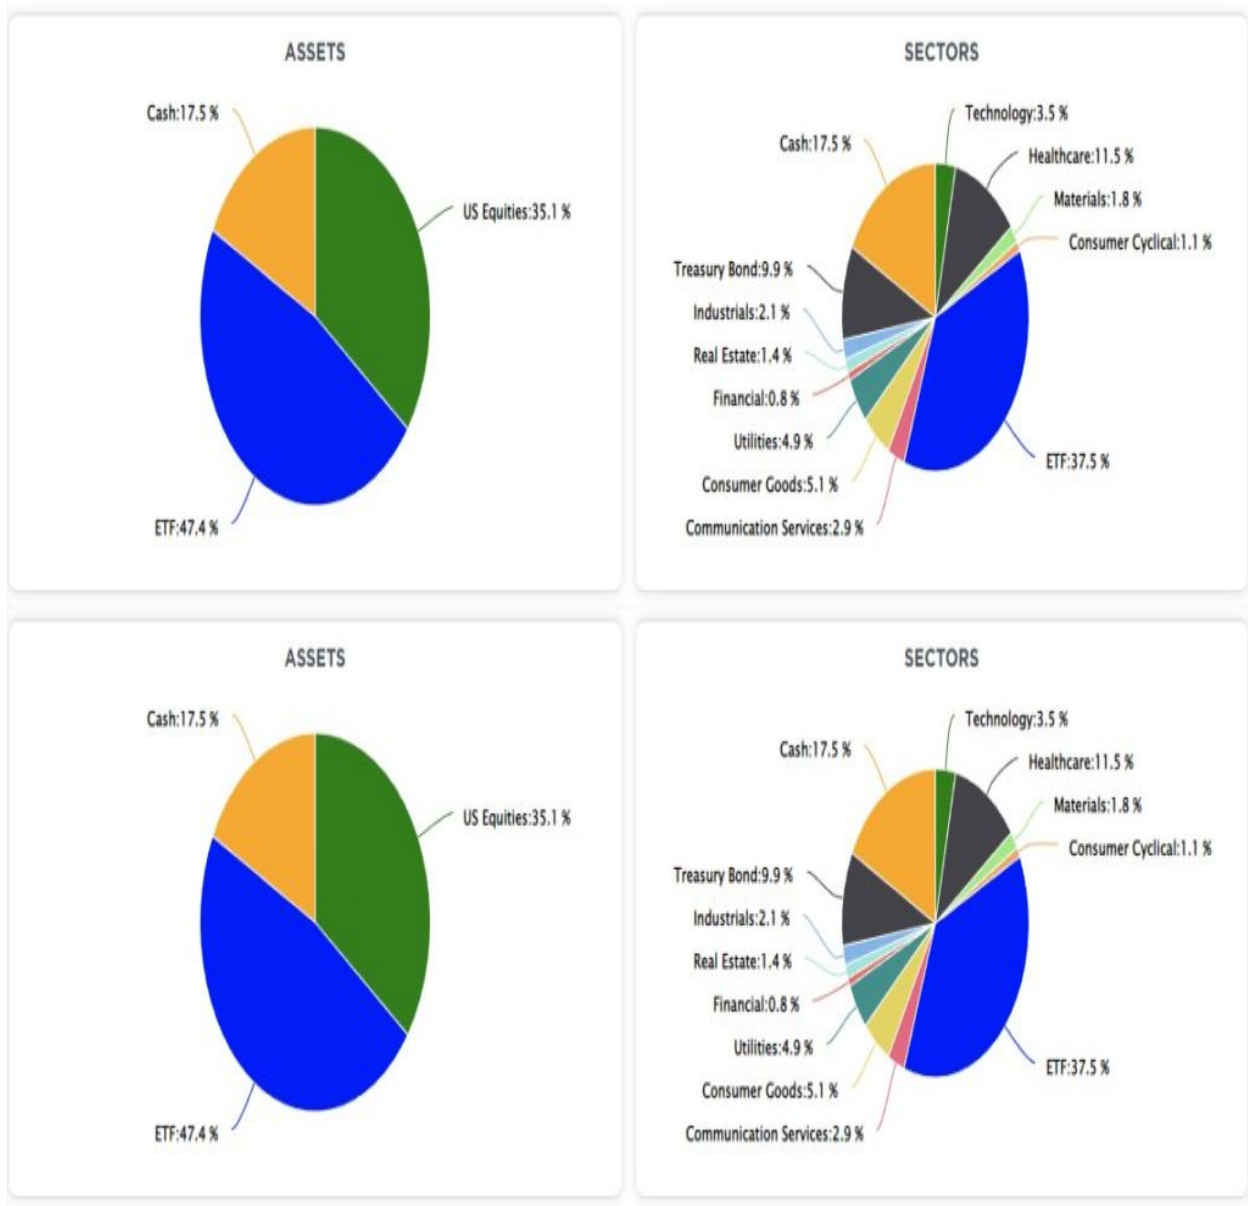 ASSETS
Cash:17.5 %
US Equities:35.1 %
ETF:47.4 %
SECTORS
Technology:3.5 %
Cash:17.5 %
Healthcare:11.5 %
Materials:1.8 %
Consumer Cyclical:1.1 %
Treasury Bond:9.9 %
Industrials:2.1 %
Real Estate:1.4 %
Financial:0.8 %
Utilities:4.9 %
ETF:37.5 %
Consumer Goods:5.1 %
Communication Services:2.9 %
ASSETS
Cash:17.5 %
US Equities:35.1 %
ETF:47.4 %
SECTORS
Technology:3.5 %
Cash:17.5 %
Healthcare:11.5 %
Materials:1.8 %
Consumer Cyclical:1.1 %
Treasury Bond:9.9 %
Industrials:2.1 %
Real Estate:1.4 %
Financial:0.8 %
Utilities:4.9 %
ETF:37.5 %
Consumer Goods:5.1 %
Communication Services:2.9 %